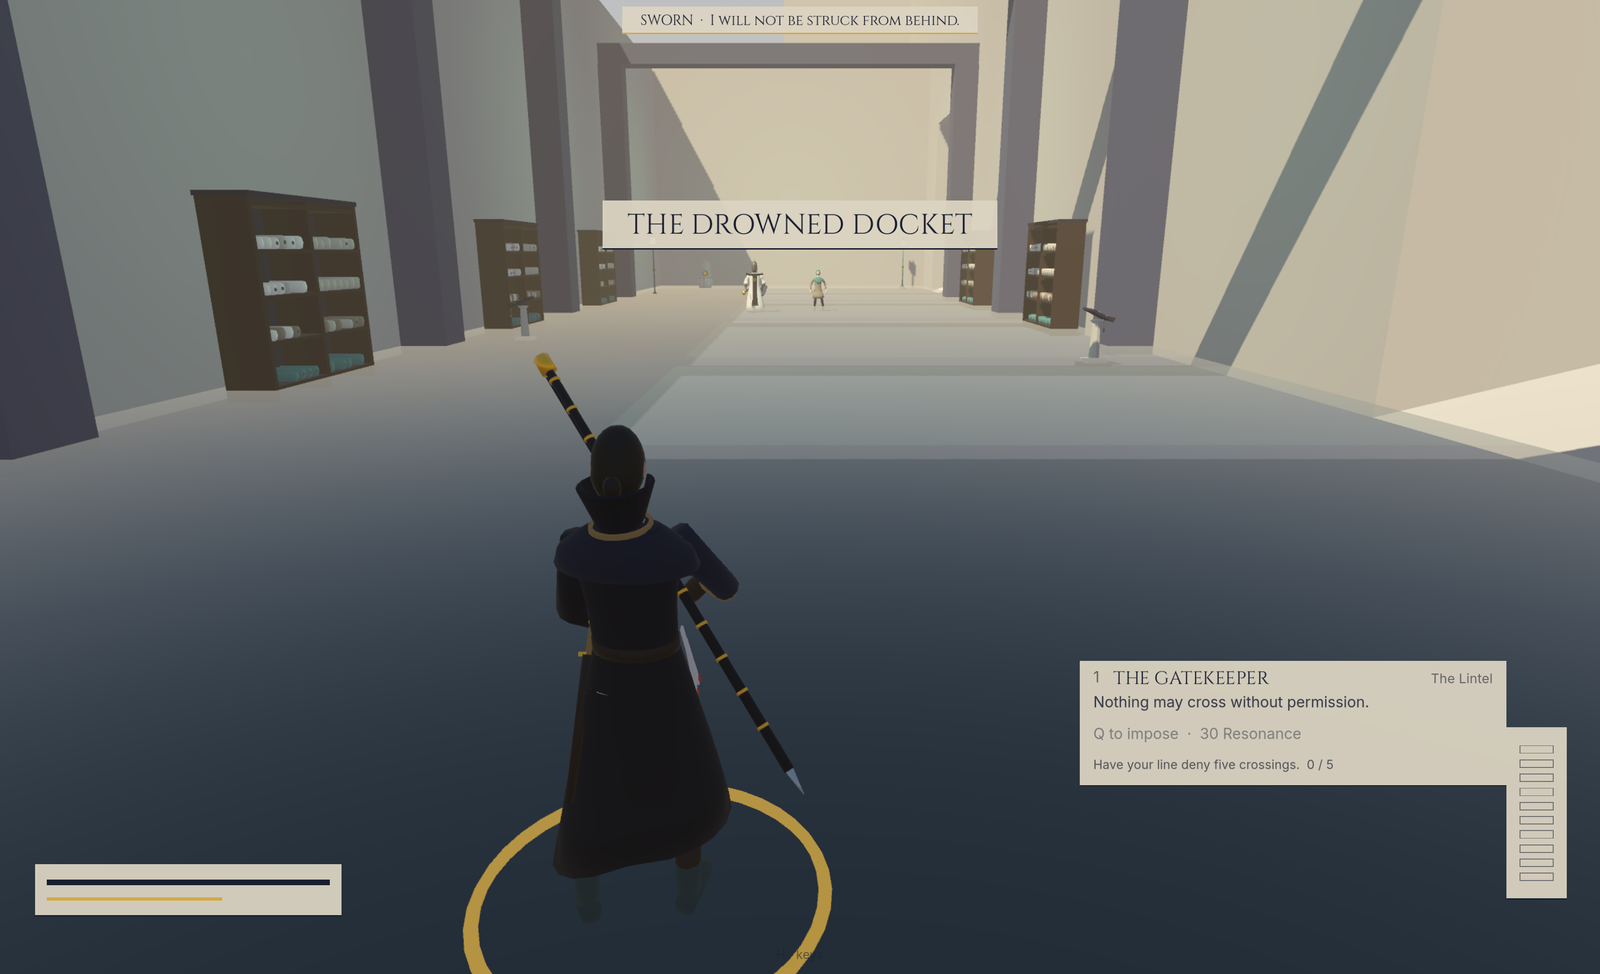 SWORN · I WILL NOT BE STRUCK FROM BEHIND.
THE DROWNED DOCKET
1 THE GATEKEEPER The Lintel
Nothing may cross without permission.
Q to impose · 30 Resonance
Have your line deny five crossings. 0 / 5